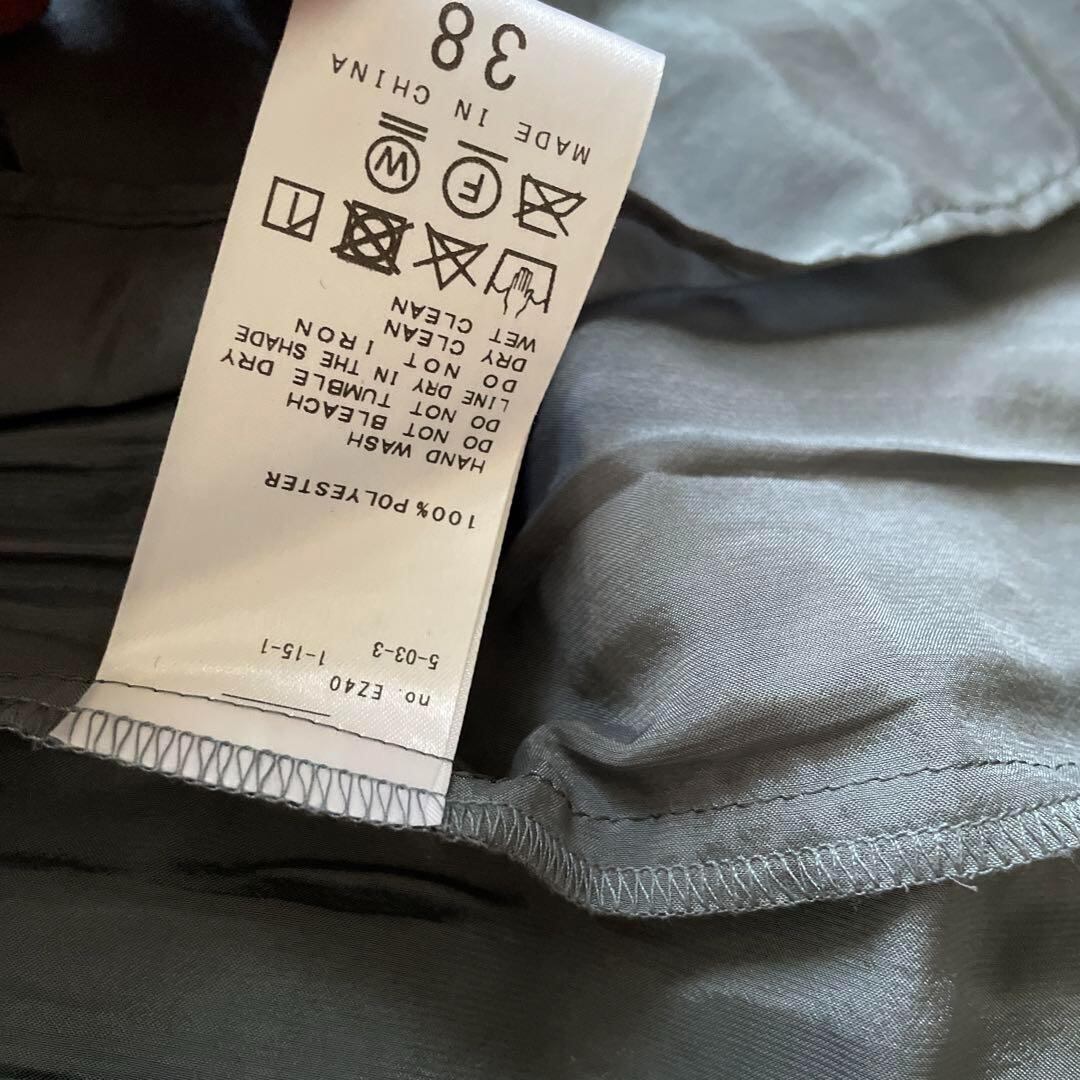 no. EZ40
5-03-3 1-15-1
100% POLYESTER
HAND WASH
DO NOT BLEACH
DO NOT TUMBLE DRY
LINE DRY IN THE SHADE
DO NOT IRON
DRY CLEAN
WET CLEAN
F W
MADE IN CHINA
38